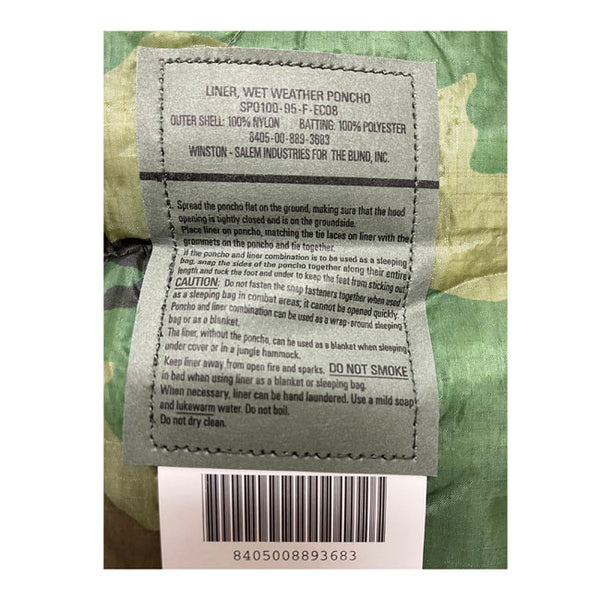 LINER, WET WEATHER PONCHO
SPO100-95-F-EC08
OUTER SHELL: 100% NYLON BATTING: 100% POLYESTER
8405-00-889-3683
WINSTON - SALEM INDUSTRIES FOR THE BLIND, INC.
Spread the poncho flat on the ground, making sure that the hood
opening is tightly closed and is on the groundside.
Place liner on poncho, matching the tie laces on liner with the
grommets on the poncho and tie together.
If the poncho and liner combination is to be used as a sleeping
bag, snap the sides of the poncho together along their entire
length and tuck the foot end under to keep the feet from sticking out.
CAUTION: Do not fasten the snap fasteners together when used
as a sleeping bag in combat areas; it cannot be opened quickly.
Poncho and liner combination can be used as a wrap-around sleeping
bag or as a blanket.
The liner, without the poncho, can be used as a blanket when sleeping
under cover or in a jungle hammock.
Keep liner away from open fire and sparks. DO NOT SMOKE
in bed when using liner as a blanket or sleeping bag.
When necessary, liner can be hand laundered. Use a mild soap
and lukewarm water. Do not boil.
Do not dry clean.
8405008893683